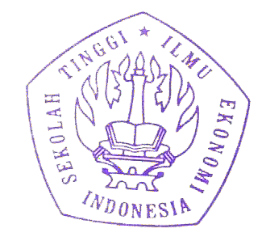 SEKOLAH TINGGI ★ ILMU EKONOMI
INDONESIA